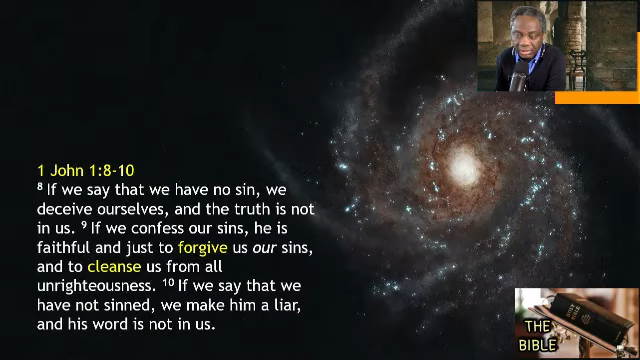 1 John 1:8-10
8 If we say that we have no sin, we
deceive ourselves, and the truth is not
in us. 9 If we confess our sins, he is
faithful and just to forgive us our sins,
and to cleanse us from all
unrighteousness. 10 If we say that we
have not sinned, we make him a liar,
and his word is not in us.
THE
BIBLE
HOLY BIBLE